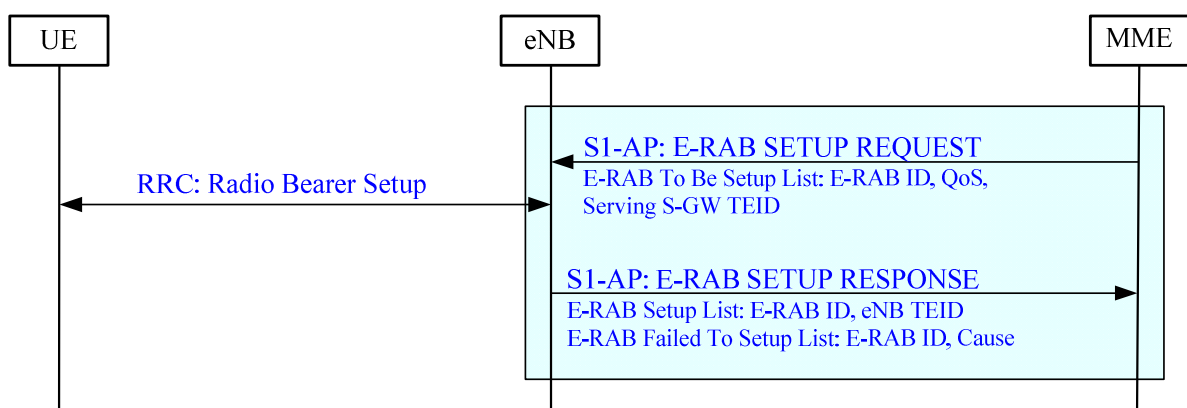 UE
eNB
MME
S1-AP: E-RAB SETUP REQUEST
RRC: Radio Bearer Setup
E-RAB To Be Setup List: E-RAB ID, QoS,
Serving S-GW TEID
S1-AP: E-RAB SETUP RESPONSE
E-RAB Setup List: E-RAB ID, eNB TEID
E-RAB Failed To Setup List: E-RAB ID, Cause